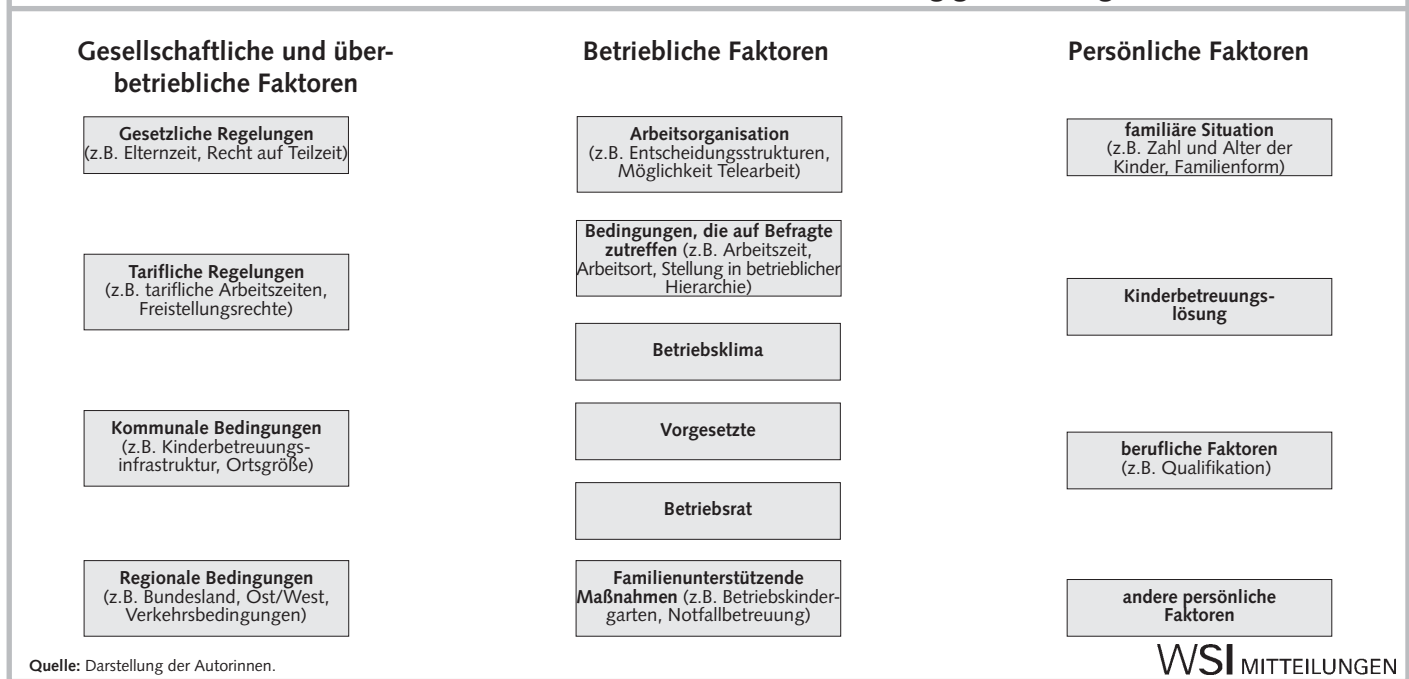 Gesellschaftliche und über-
betriebliche Faktoren
Gesetzliche Regelungen
(z.B. Elternzeit, Recht auf Teilzeit)
Tarifliche Regelungen
(z.B. tarifliche Arbeitszeiten,
Freistellungsrechte)
Kommunale Bedingungen
(z.B. Kinderbetreuungs-
infrastruktur, Ortsgröße)
Regionale Bedingungen
(z.B. Bundesland, Ost/West,
Verkehrsbedingungen)
Betriebliche Faktoren
Arbeitsorganisation
(z.B. Entscheidungsstrukturen,
Möglichkeit Telearbeit)
Bedingungen, die auf Befragte
zutreffen (z.B. Arbeitszeit,
Arbeitsort, Stellung in betrieblicher
Hierarchie)
Betriebsklima
Vorgesetzte
Betriebsrat
Familienunterstützende
Maßnahmen (z.B. Betriebskinder-
garten, Notfallbetreuung)
Persönliche Faktoren
familiäre Situation
(z.B. Zahl und Alter der
Kinder, Familienform)
Kinderbetreuungs-
lösung
berufliche Faktoren
(z.B. Qualifikation)
andere persönliche
Faktoren
Quelle: Darstellung der Autorinnen.
WSI MITTEILUNGEN